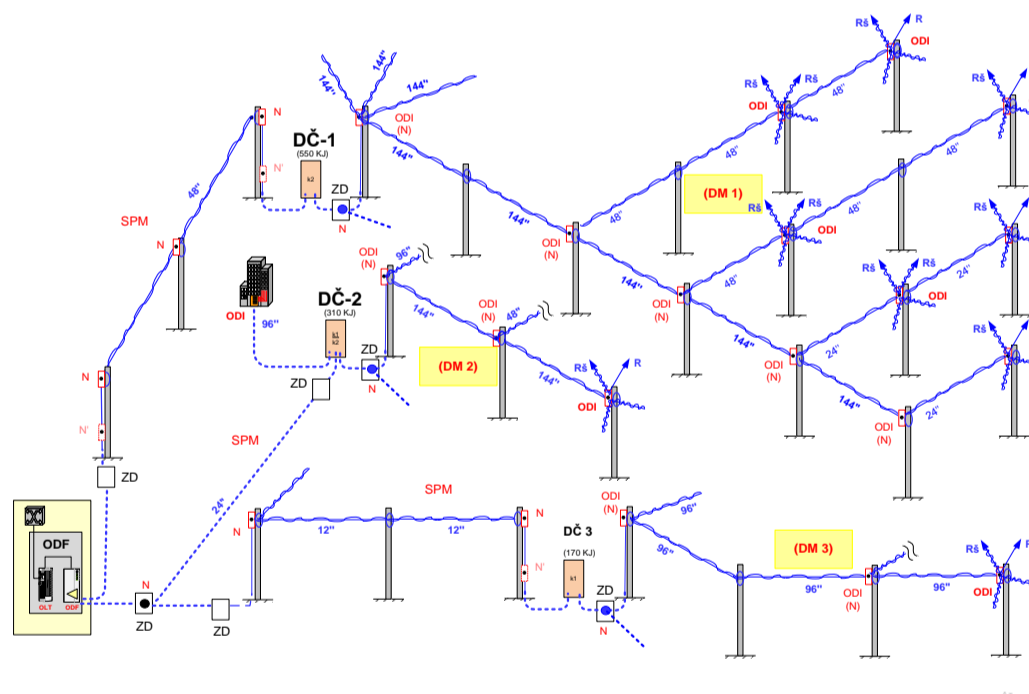 Rš
R
ODI
144"
144"
144"
48"
Rš
Rš
ODI
N
ODI
(N)
DČ-1
(550 KJ)
k2
N'
ZD
N
48"
SPM
144"
48"
(DM 1)
48"
48"
Rš
Rš
ODI
N
ODI
(N)
144"
48"
Rš
Rš
R
ODI
(N)
96"
ODI
96"
DČ-2
(310 KJ)
k1
k2
144"
ODI
(N)
48"
ODI
(N)
144"
24"
ODI
ZD
N
(DM 2)
144"
Rš
R
ODI
ODI
(N)
24"
144"
ODI
(N)
24"
Rš
R
N
N'
ZD
ZD
SPM
24"
SPM
N
12"
12"
N
N'
DČ 3
(170 KJ)
k1
ODI
(N)
96"
96"
(DM 3)
96"
ODI
(N)
96"
Rš
R
ODI
ODF
OLT
ODF
N
ZD
ZD
ZD
N